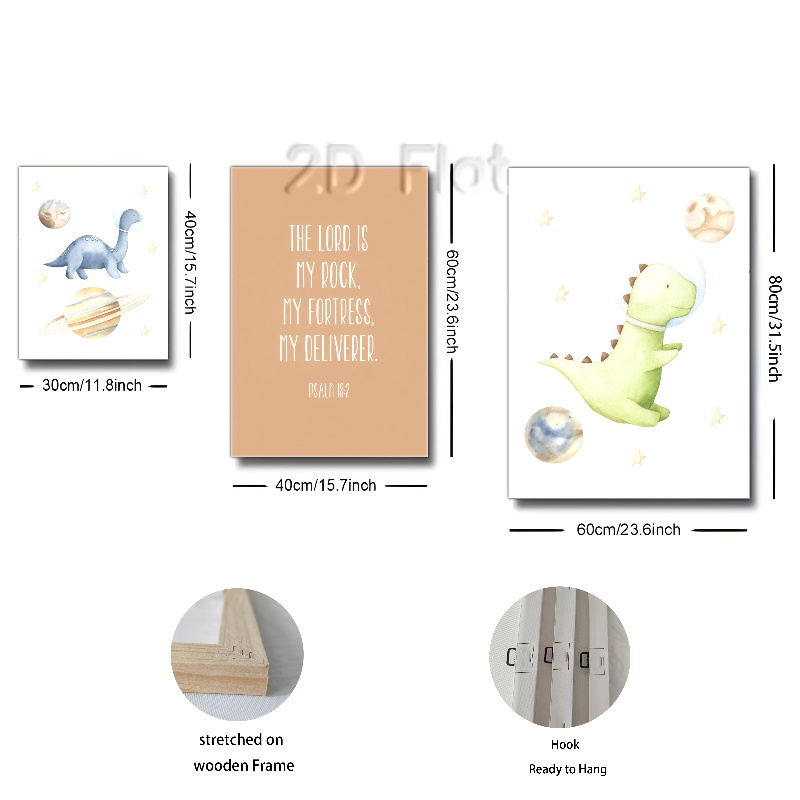 2D Flat
THE LORD IS
MY ROCK,
MY FORTRESS,
MY DELIVERER.
PSALM 18:2
40cm/15.7inch
30cm/11.8inch
60cm/23.6inch
40cm/15.7inch
80cm/31.5inch
60cm/23.6inch
stretched on
wooden Frame
Hook
Ready to Hang